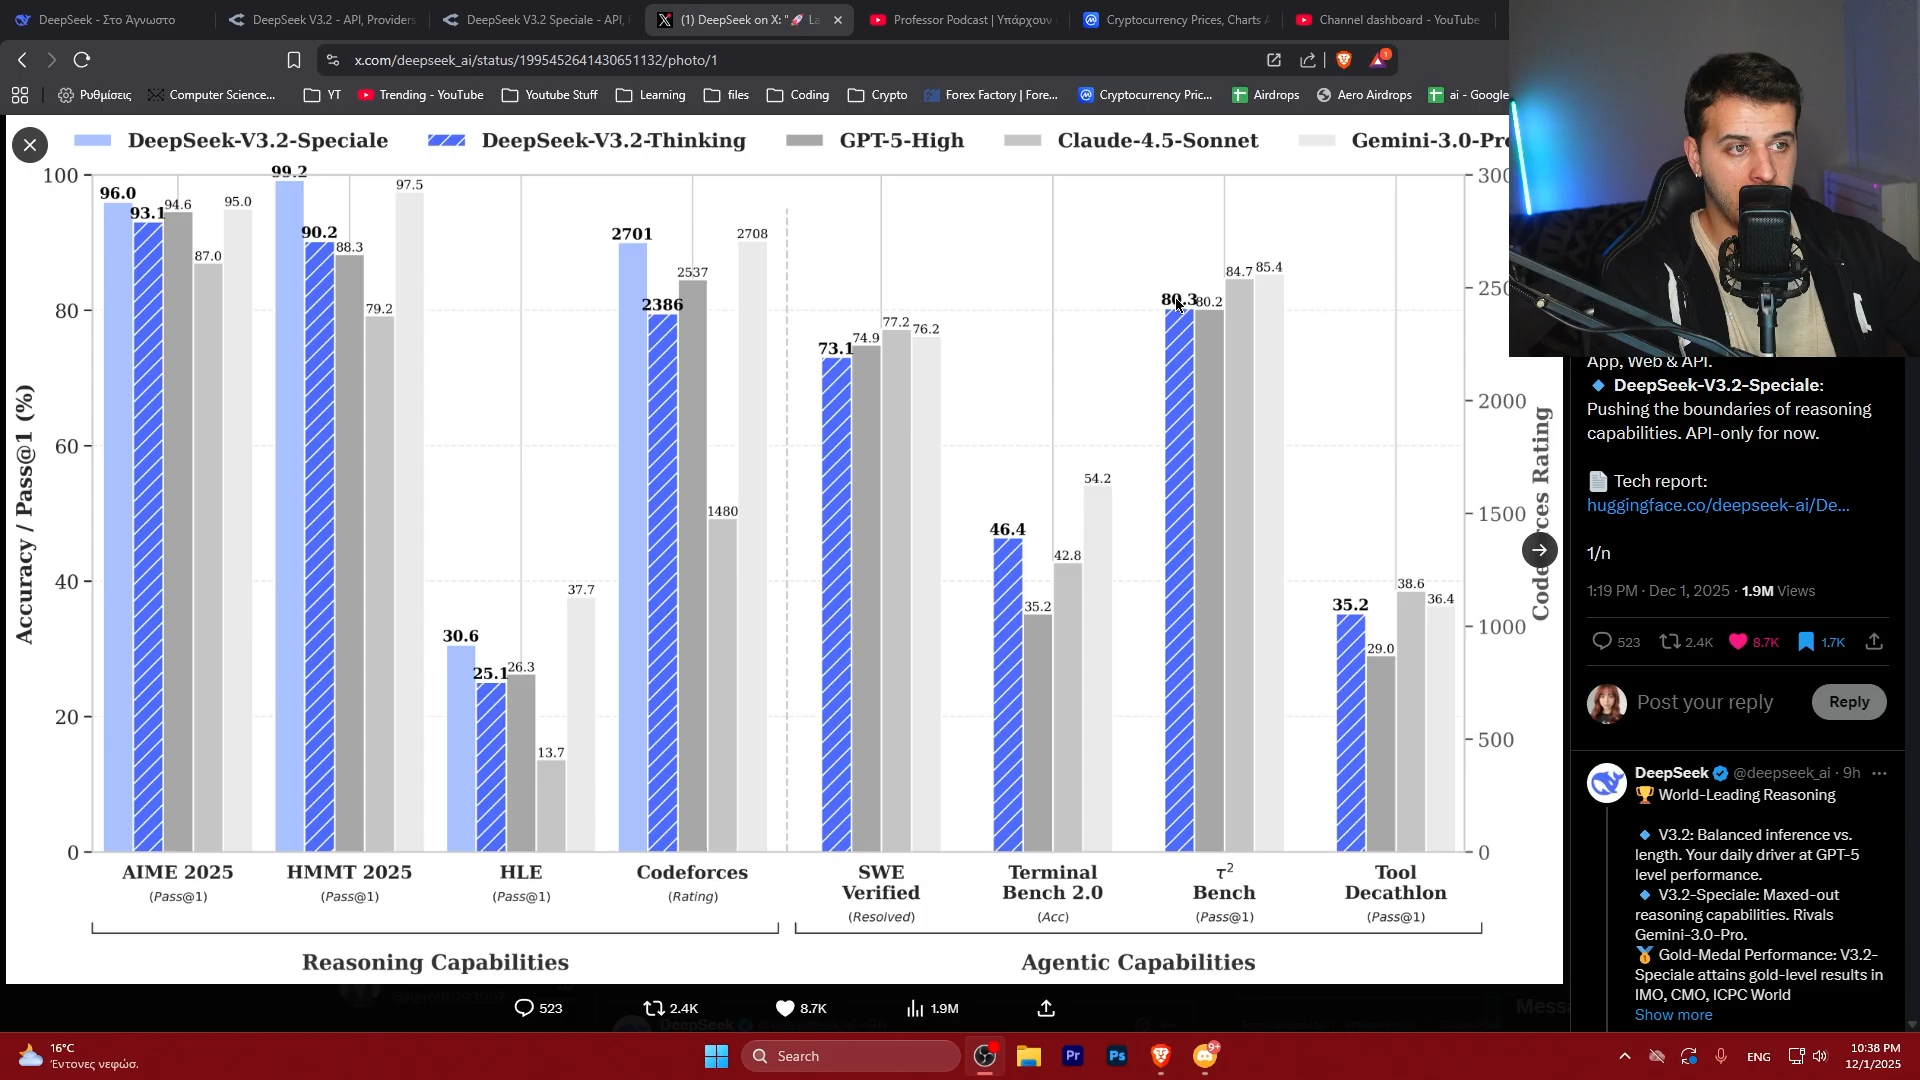 DeepSeek - Στο Άγνωστο
DeepSeek V3.2 - API, Providers
DeepSeek V3.2 Speciale - API,
(1) DeepSeek on X: "🚀 La
Professor Podcast | Υπάρχουν
Cryptocurrency Prices, Charts
Channel dashboard - YouTube
x.com/deepseek_ai/status/1995452641430651132/photo/1
1
Ρυθμίσεις
Computer Science...
YT
Trending - YouTube
Youtube Stuff
Learning
files
Coding
Crypto
Forex Factory | Fore...
Cryptocurrency Pric...
Airdrops
Aero Airdrops
ai - Google
DeepSeek-V3.2-Speciale
DeepSeek-V3.2-Thinking
GPT-5-High
Claude-4.5-Sonnet
Gemini-3.0-Pro
Accuracy / Pass@1 (%)
100
80
60
40
20
0
96.0
93.1
94.6
87.0
95.0
99.2
90.2
88.3
79.2
97.5
30.6
25.1
26.3
13.7
37.7
2701
2386
2537
1480
2708
73.1
74.9
77.2
76.2
46.4
35.2
42.8
54.2
80.3
80.2
84.7
85.4
35.2
29.0
38.6
36.4
300
250
2000
1500
1000
500
0
Codeforces Rating
AIME 2025
(Pass@1)
HMMT 2025
(Pass@1)
HLE
(Pass@1)
Codeforces
(Rating)
SWE
Verified
(Resolved)
Terminal
Bench 2.0
(Acc)
τ²
Bench
(Pass@1)
Tool
Decathlon
(Pass@1)
Reasoning Capabilities
Agentic Capabilities
523
2.4K
8.7K
1.9M
App, Web & API.
🔹 DeepSeek-V3.2-Speciale:
Pushing the boundaries of reasoning
capabilities. API-only for now.
📄 Tech report:
huggingface.co/deepseek-ai/De...
1/n
1:19 PM · Dec 1, 2025 · 1.9M Views
523
2.4K
8.7K
1.7K
Post your reply
Reply
DeepSeek @deepseek_ai · 9h
🏆 World-Leading Reasoning
🔹 V3.2: Balanced inference vs.
length. Your daily driver at GPT-5
level performance.
🔹 V3.2-Speciale: Maxed-out
reasoning capabilities. Rivals
Gemini-3.0-Pro.
🥇 Gold-Medal Performance: V3.2-
Speciale attains gold-level results in
IMO, CMO, ICPC World
Show more
DeepSeek
Mess
16°C
Έντονες νεφώσ.
Search
Pr
Ps
9+
ENG
10:38 PM
12/1/2025